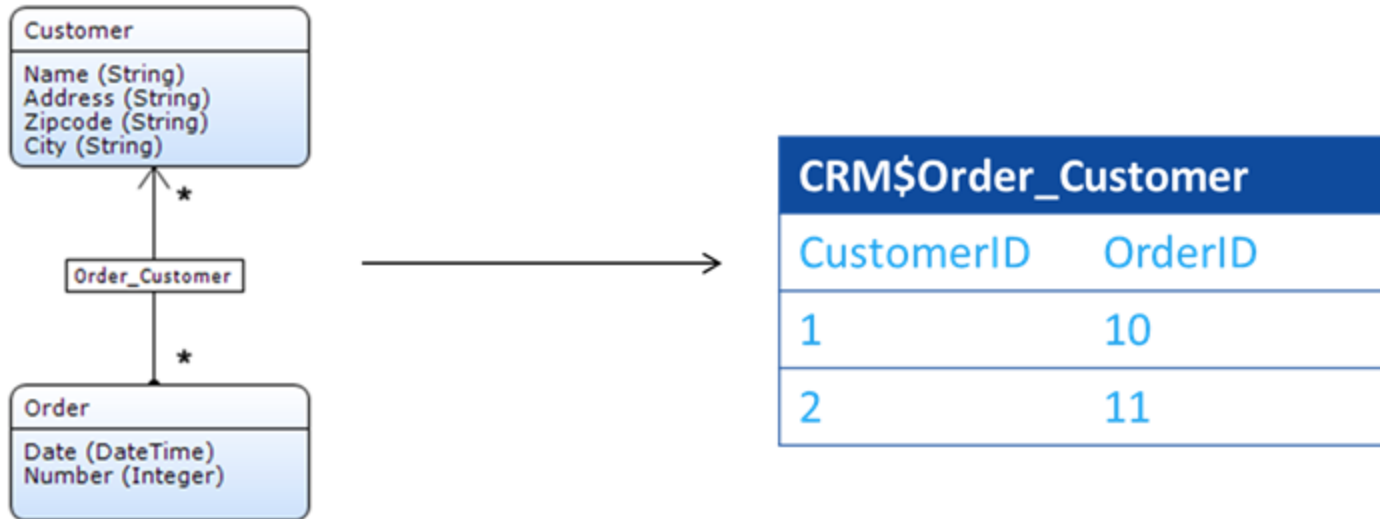 Customer
Name (String)
Address (String)
Zipcode (String)
City (String)
*
Order_Customer
*
Order
Date (DateTime)
Number (Integer)
CRM$Order_Customer
CustomerID OrderID
1 10
2 11